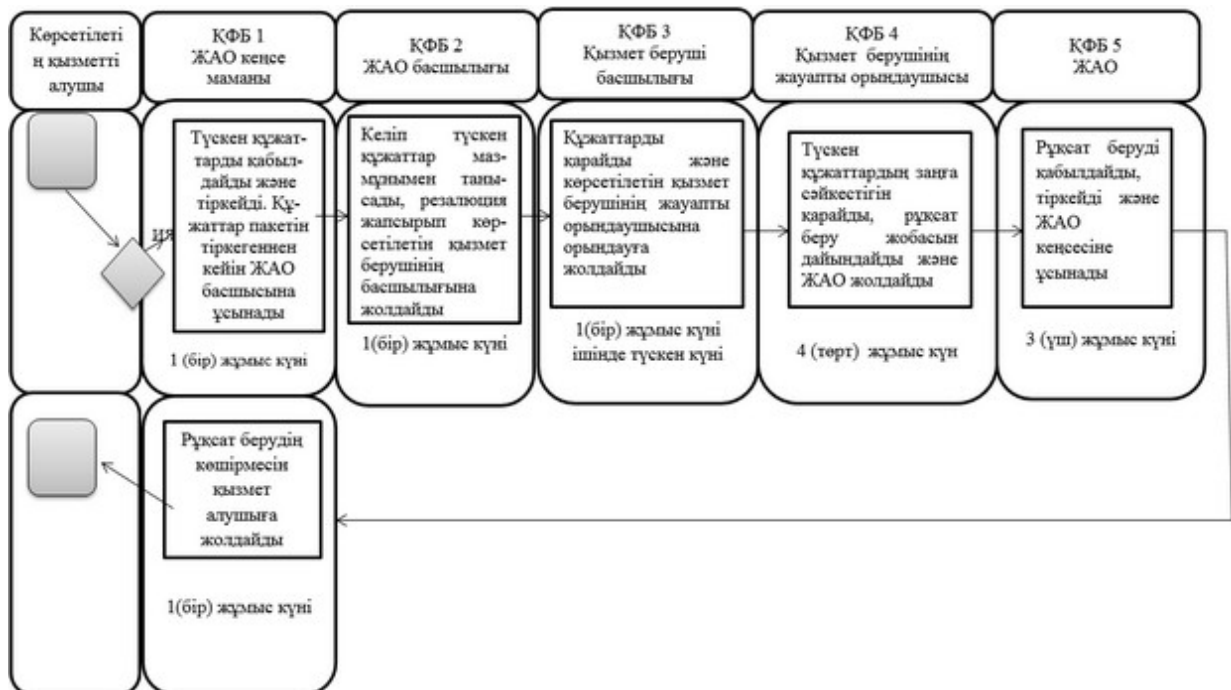 Көрсетілеті
ң қызметті
алушы
ҚФБ 1
ЖАО кеңсе
маманы
ҚФБ 2
ЖАО басшылығы
ҚФБ 3
Қызмет беруші
басшылығы
ҚФБ 4
Қызмет берушінің
жауапты орындаушысы
ҚФБ 5
ЖАО
ИЯ
Түскен құжат-
тарды қабыл-
дайды және
тіркейді. Құ-
жаттар пакетін
тіркегеннен
кейін ЖАО
басшысына
ұсынады
1 (бір) жұмыс күні
Келіп түскен
құжаттар маз-
мұнымен таны-
сады, резалюция
жапсырып көр-
сетілетін қызмет
берушінің
басшылығына
жолдайды
1(бір) жұмыс күні
Құжаттарды
қарайды және
көрсетілетін қызмет
берушінің жауапты
орындаушысына
орындауға
жолдайды
1(бір) жұмыс күні
ішінде түскен күні
Түскен
құжаттардың заңға
сәйкестігін
қарайды, рұқсат
беру жобасын
дайындайды және
ЖАО жолдайды
4 (төрт) жұмыс күн
Рұқсат беруді
қабылдайды,
тіркейді және
ЖАО
кеңсесіне
ұсынады
3 (үш) жұмыс күні
Рұқсат берудің
көшірмесін
қызмет
алушыға
жолдайды
1(бір) жұмыс күні